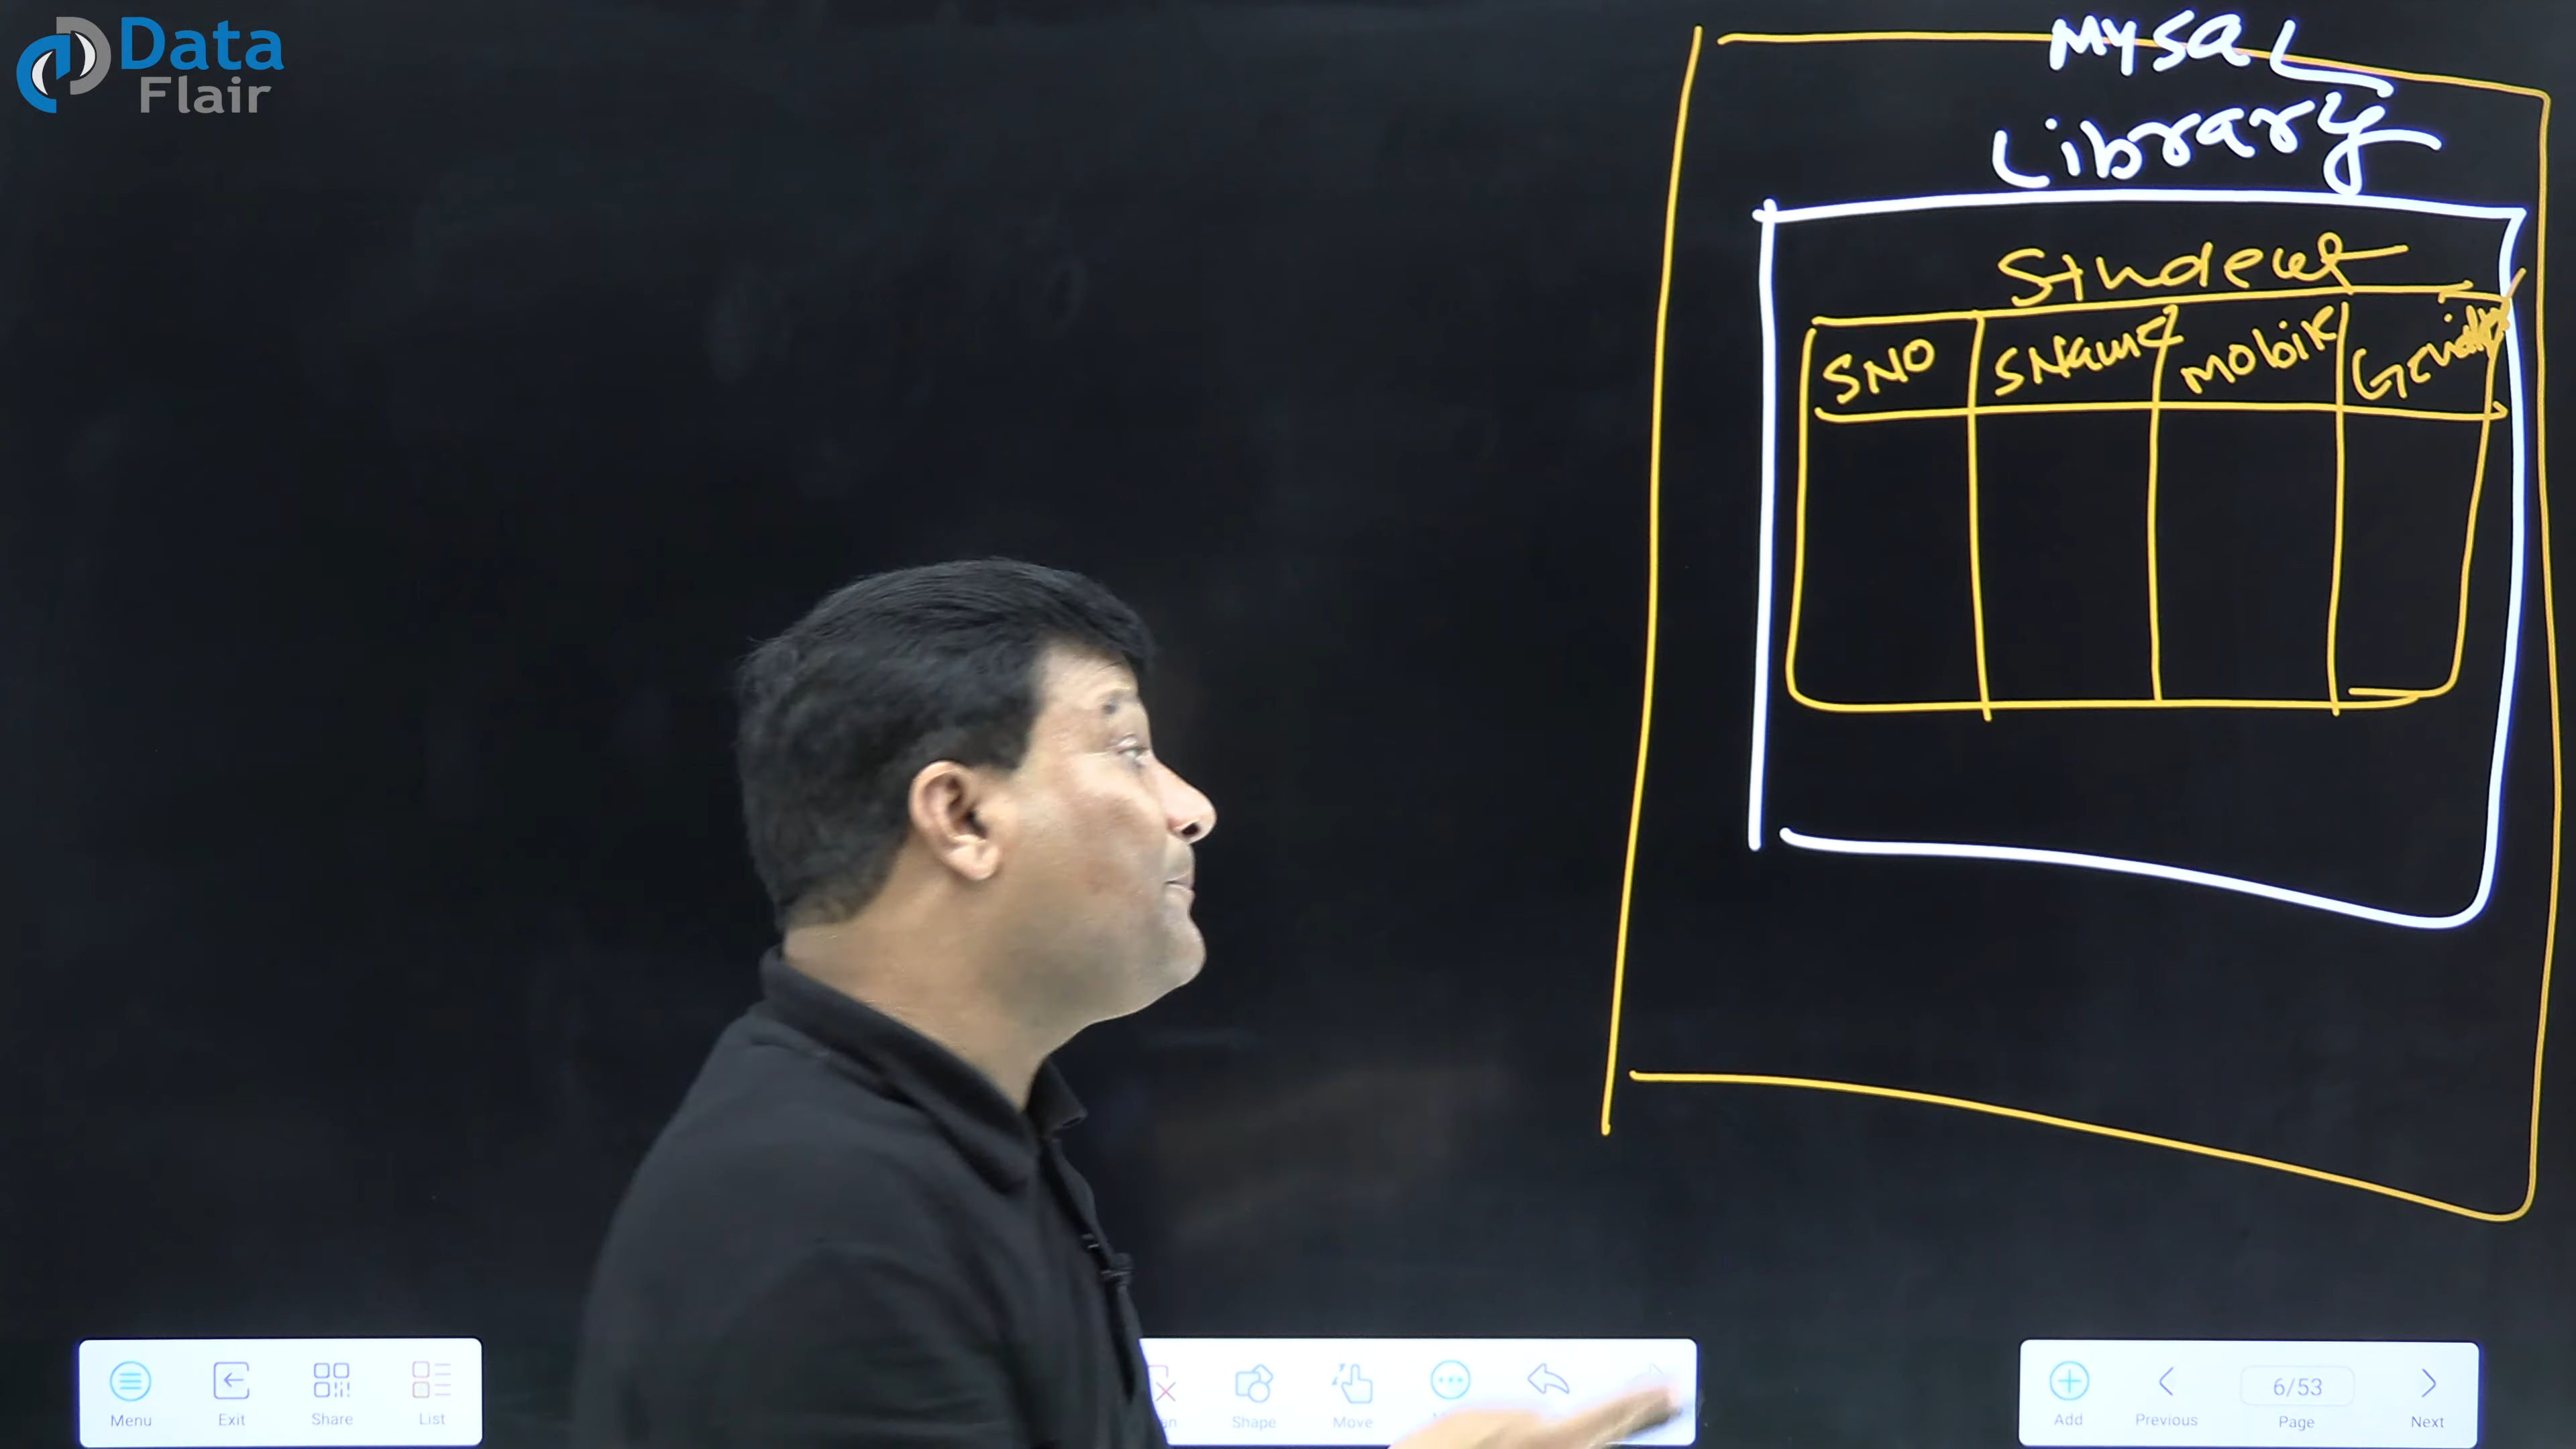 Data
Flair
MySQL
Library
Student
SNO SName Mobile Gender
Menu Exit Share List
Shape Move
Add Previous 6/53 Next
Page